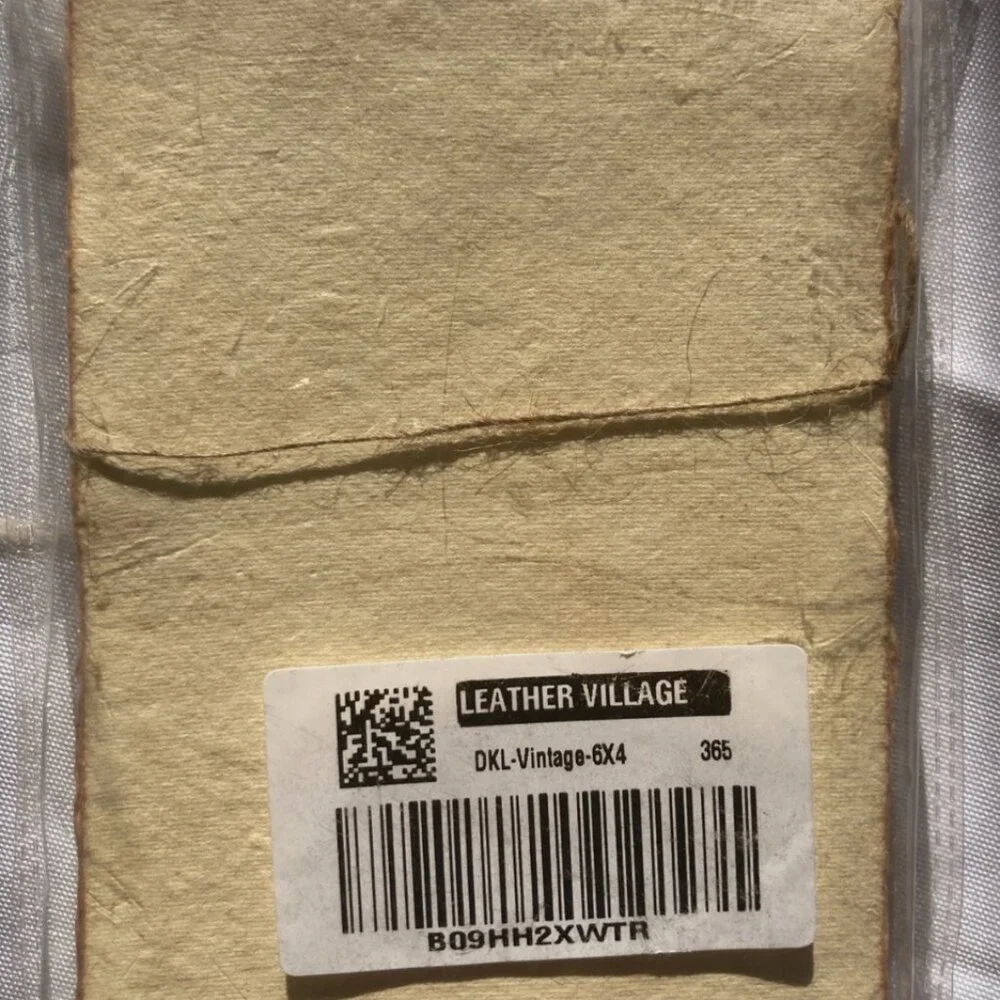 LEATHER VILLAGE
DKL-Vintage-6X4 365
B09HH2XWTR